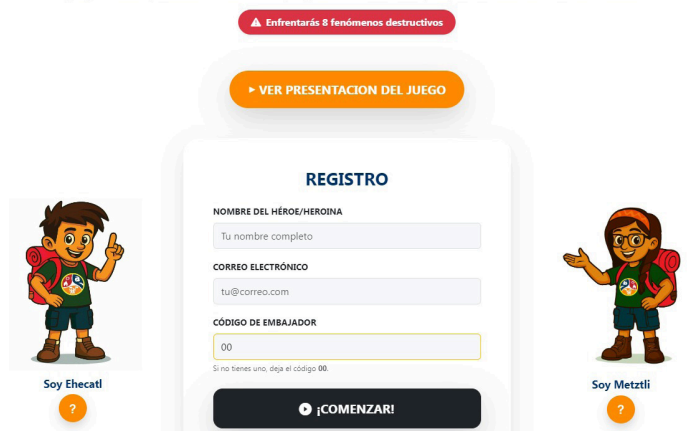 Enfrentarás 8 fenómenos destructivos
VER PRESENTACION DEL JUEGO
REGISTRO
NOMBRE DEL HÉROE/HEROINA
Tu nombre completo
CORREO ELECTRÓNICO
tu@correo.com
CÓDIGO DE EMBAJADOR
00
Si no tienes uno, deja el código 00.
¡COMENZAR!
Soy Ehecatl
?
Soy Metztli
?